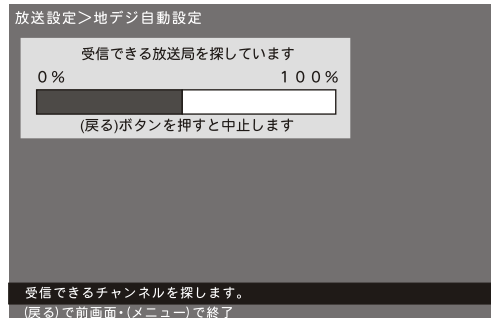 放送設定＞地デジ自動設定
受信できる放送局を探しています
0% 100%
(戻る)ボタンを押すと中止します
受信できるチャンネルを探します。
(戻る)で前画面・(メニュー)で終了